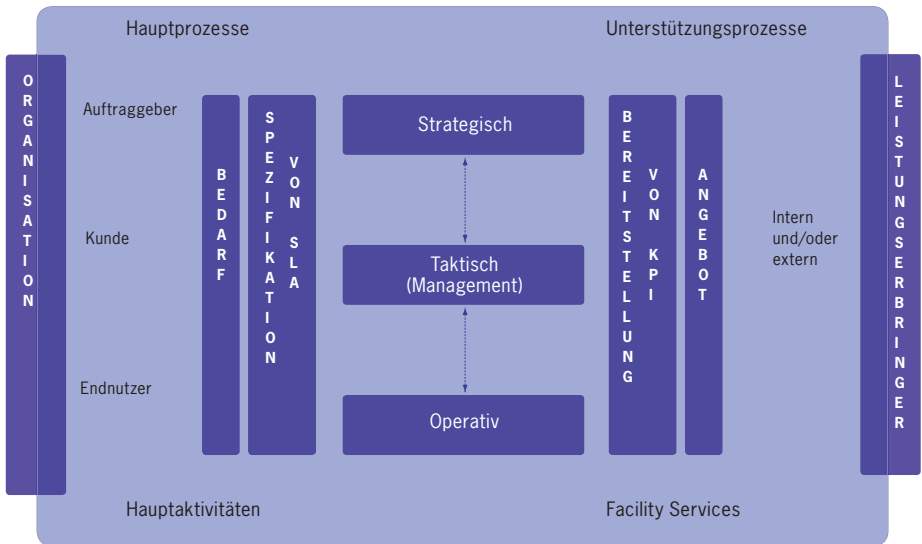 Hauptprozesse
Unterstützungsprozesse
ORGANISATION
Auftraggeber
Kunde
Endnutzer
BEDARF
SPEZIFIKATION
VON SLA
Strategisch
Taktisch
(Management)
Operativ
BEREITSTELLUNG
VON KPI
ANGEBOT
Intern
und/oder
extern
LEISTUNGSERBRINGER
Hauptaktivitäten
Facility Services